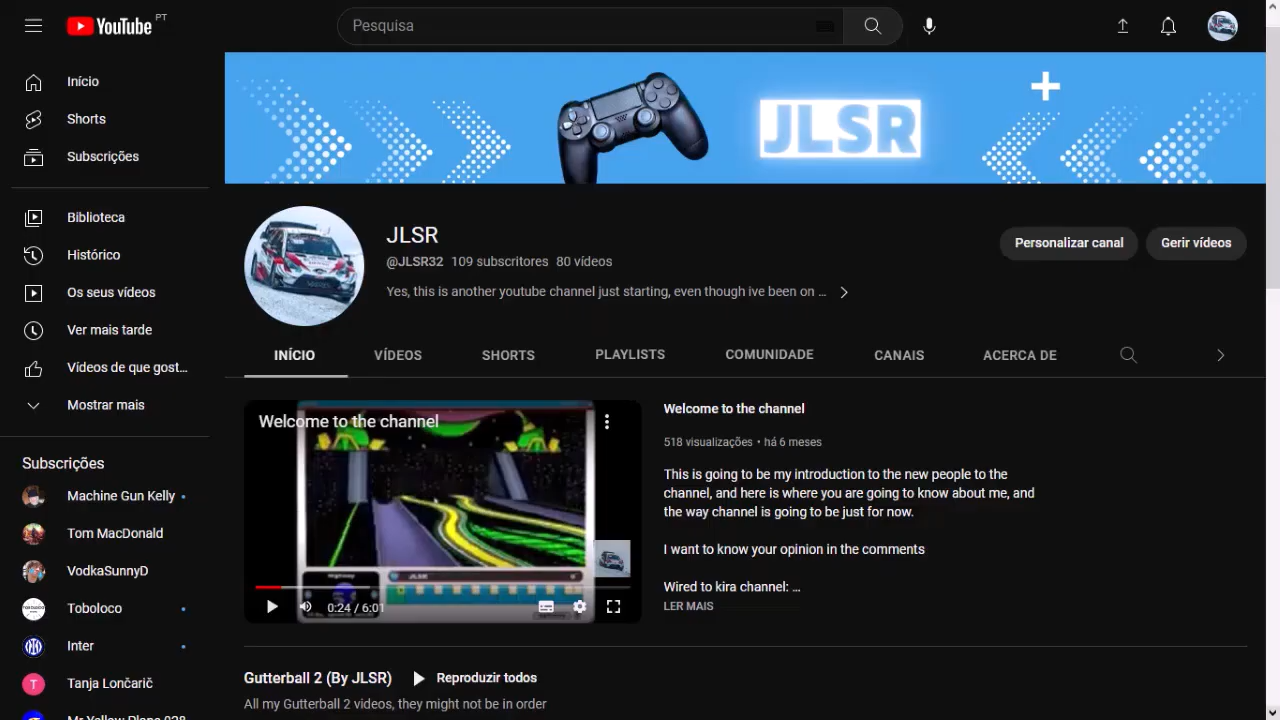 YouTube PT
Pesquisa
Início
Shorts
Subscrições
Biblioteca
Histórico
Os seus vídeos
Ver mais tarde
Vídeos de que gost...
Mostrar mais
Subscrições
Machine Gun Kelly
Tom MacDonald
VodkaSunnyD
Toboloco
Inter
T
Tanja Lončarič
JLSR
JLSR
@JLSR32 109 subscritores 80 vídeos
Yes, this is another youtube channel just starting, even though ive been on ...
Personalizar canal
Gerir vídeos
INÍCIO VÍDEOS SHORTS PLAYLISTS COMUNIDADE CANAIS ACERCA DE
Welcome to the channel
JLSR
0:24 / 6:01
Welcome to the channel
518 visualizações • há 6 meses
This is going to be my introduction to the new people to the
channel, and here is where you are going to know about me, and
the way channel is going to be just for now.
I want to know your opinion in the comments
Wired to kira channel: ...
LER MAIS
Gutterball 2 (By JLSR) Reproduzir todos
All my Gutterball 2 videos, they might not be in order